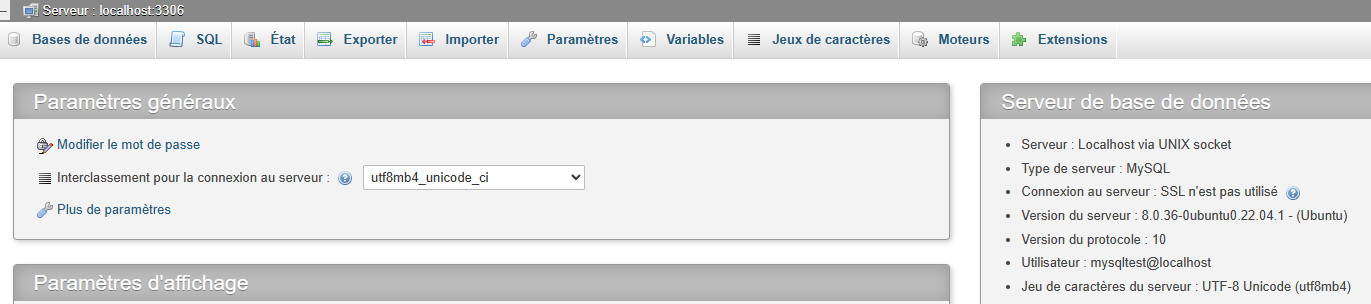 Serveur : localhost:3306
Bases de données SQL État Exporter Importer Paramètres Variables Jeux de caractères Moteurs Extensions
Paramètres généraux
Modifier le mot de passe
Interclassement pour la connexion au serveur : utf8mb4_unicode_ci
Plus de paramètres
Paramètres d'affichage
Serveur de base de données
Serveur : Localhost via UNIX socket
Type de serveur : MySQL
Connexion au serveur : SSL n'est pas utilisé
Version du serveur : 8.0.36-0ubuntu0.22.04.1 - (Ubuntu)
Version du protocole : 10
Utilisateur : mysqltest@localhost
Jeu de caractères du serveur : UTF-8 Unicode (utf8mb4)